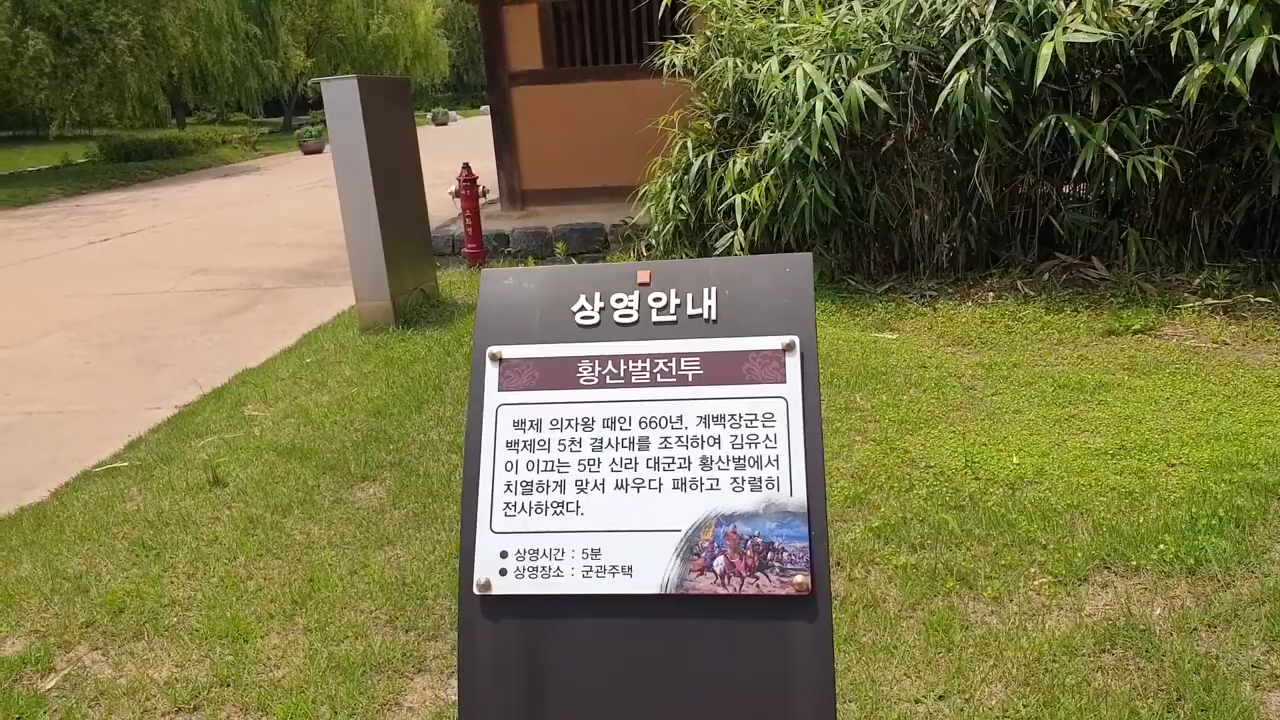 소화전
상영안내
황산벌전투
백제 의자왕 때인 660년, 계백장군은
백제의 5천 결사대를 조직하여 김유신
이 이끄는 5만 신라 대군과 황산벌에서
치열하게 맞서 싸우다 패하고 장렬히
전사하였다.
● 상영시간 : 5분
● 상영장소 : 군관주택